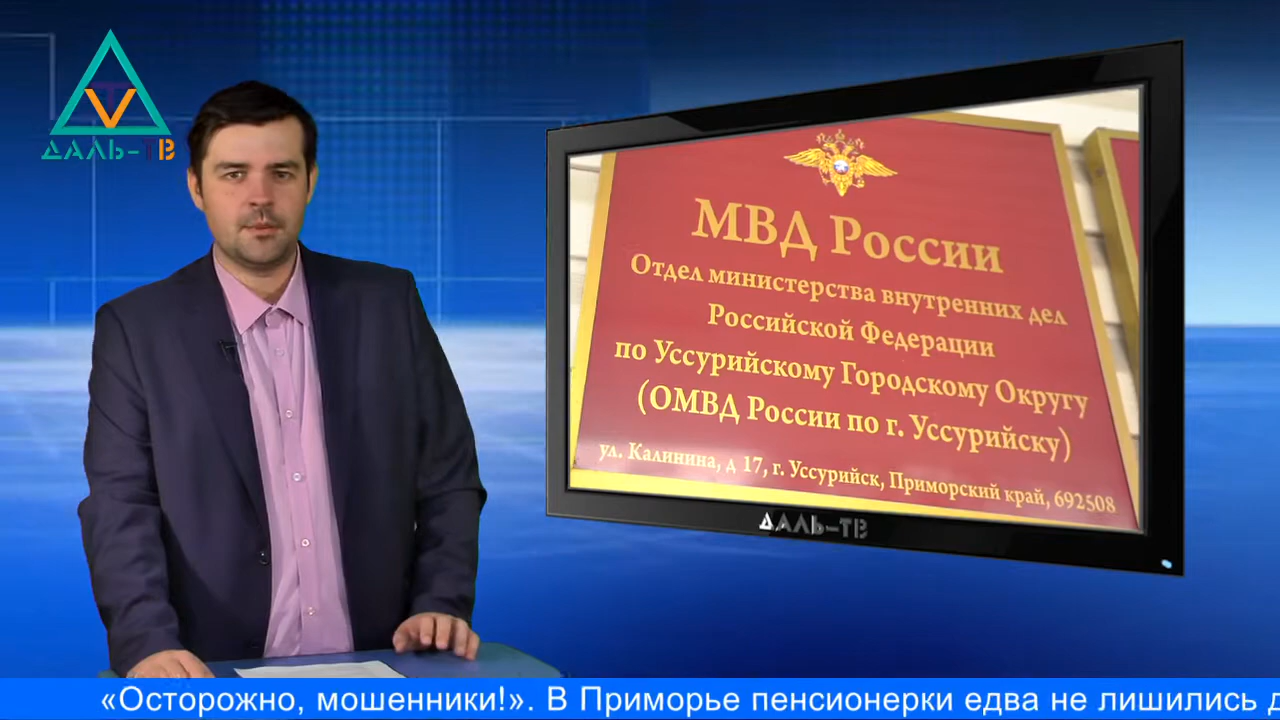 TV
ДАЛЬ-ТВ
МВД России
Отдел министерства внутренних дел
Российской Федерации
по Уссурийскому Городскому Округу
(ОМВД России по г. Уссурийску)
ул. Калинина, д 17, г. Уссурийск, Приморский край, 692508
ДАЛЬ-ТВ
«Осторожно, мошенники!». В Приморье пенсионерки едва не лишились